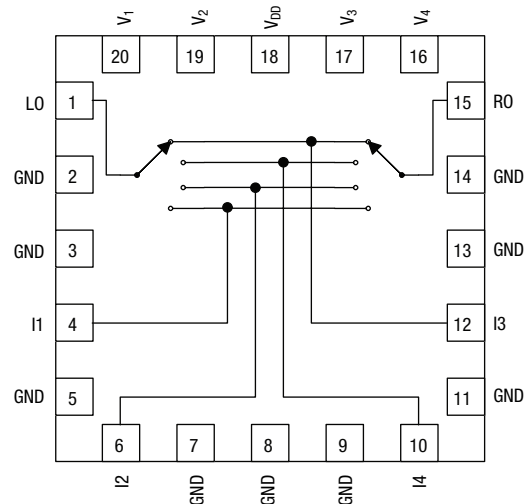 V1 V2 VDD V3 V4
20 19 18 17 16
LO 1 15 RO
GND 2 14 GND
GND 3 13 GND
I1 4 12 I3
GND 5 11 GND
6 7 8 9 10
I2 GND GND GND I4